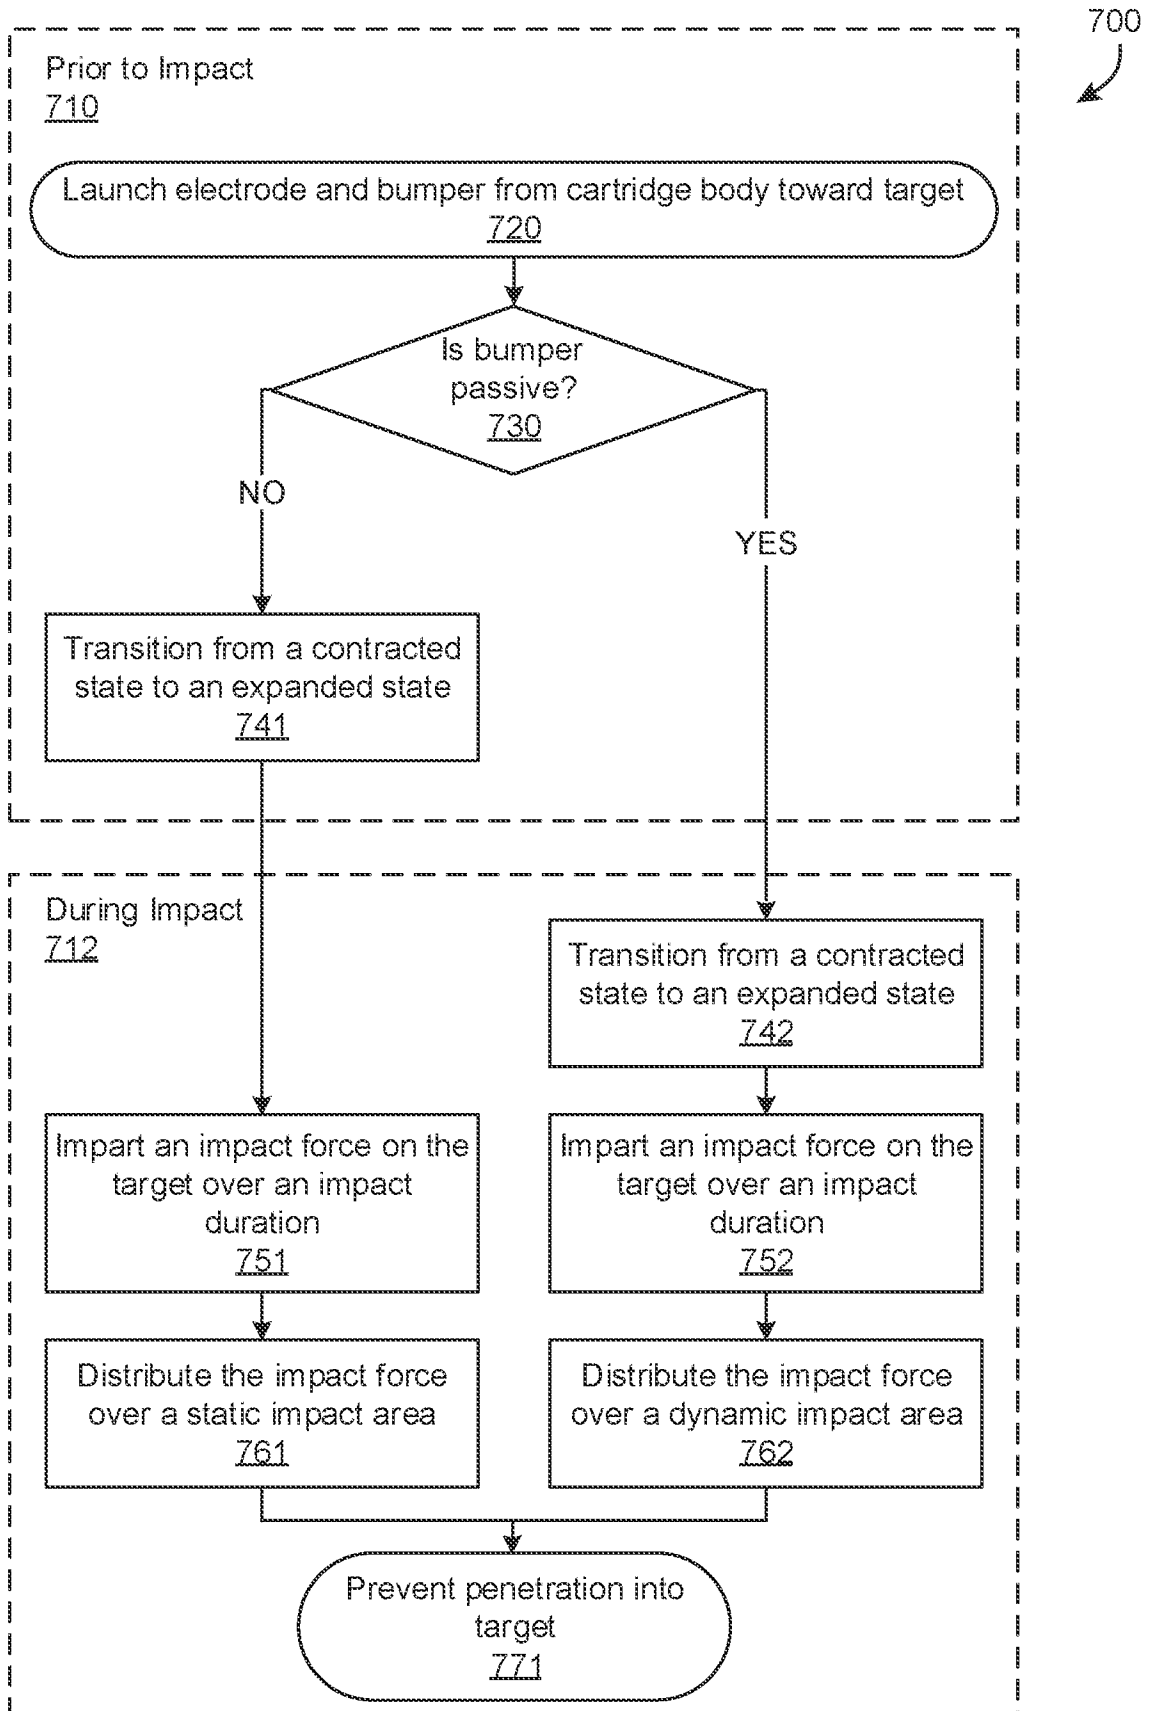 700
Prior to Impact
710
Launch electrode and bumper from cartridge body toward target
720
Is bumper
passive?
730
NO
YES
Transition from a contracted
state to an expanded state
741
During Impact
712
Transition from a contracted
state to an expanded state
742
Impart an impact force on the
target over an impact
duration
751
Impart an impact force on the
target over an impact
duration
752
Distribute the impact force
over a static impact area
761
Distribute the impact force
over a dynamic impact area
762
Prevent penetration into
target
771